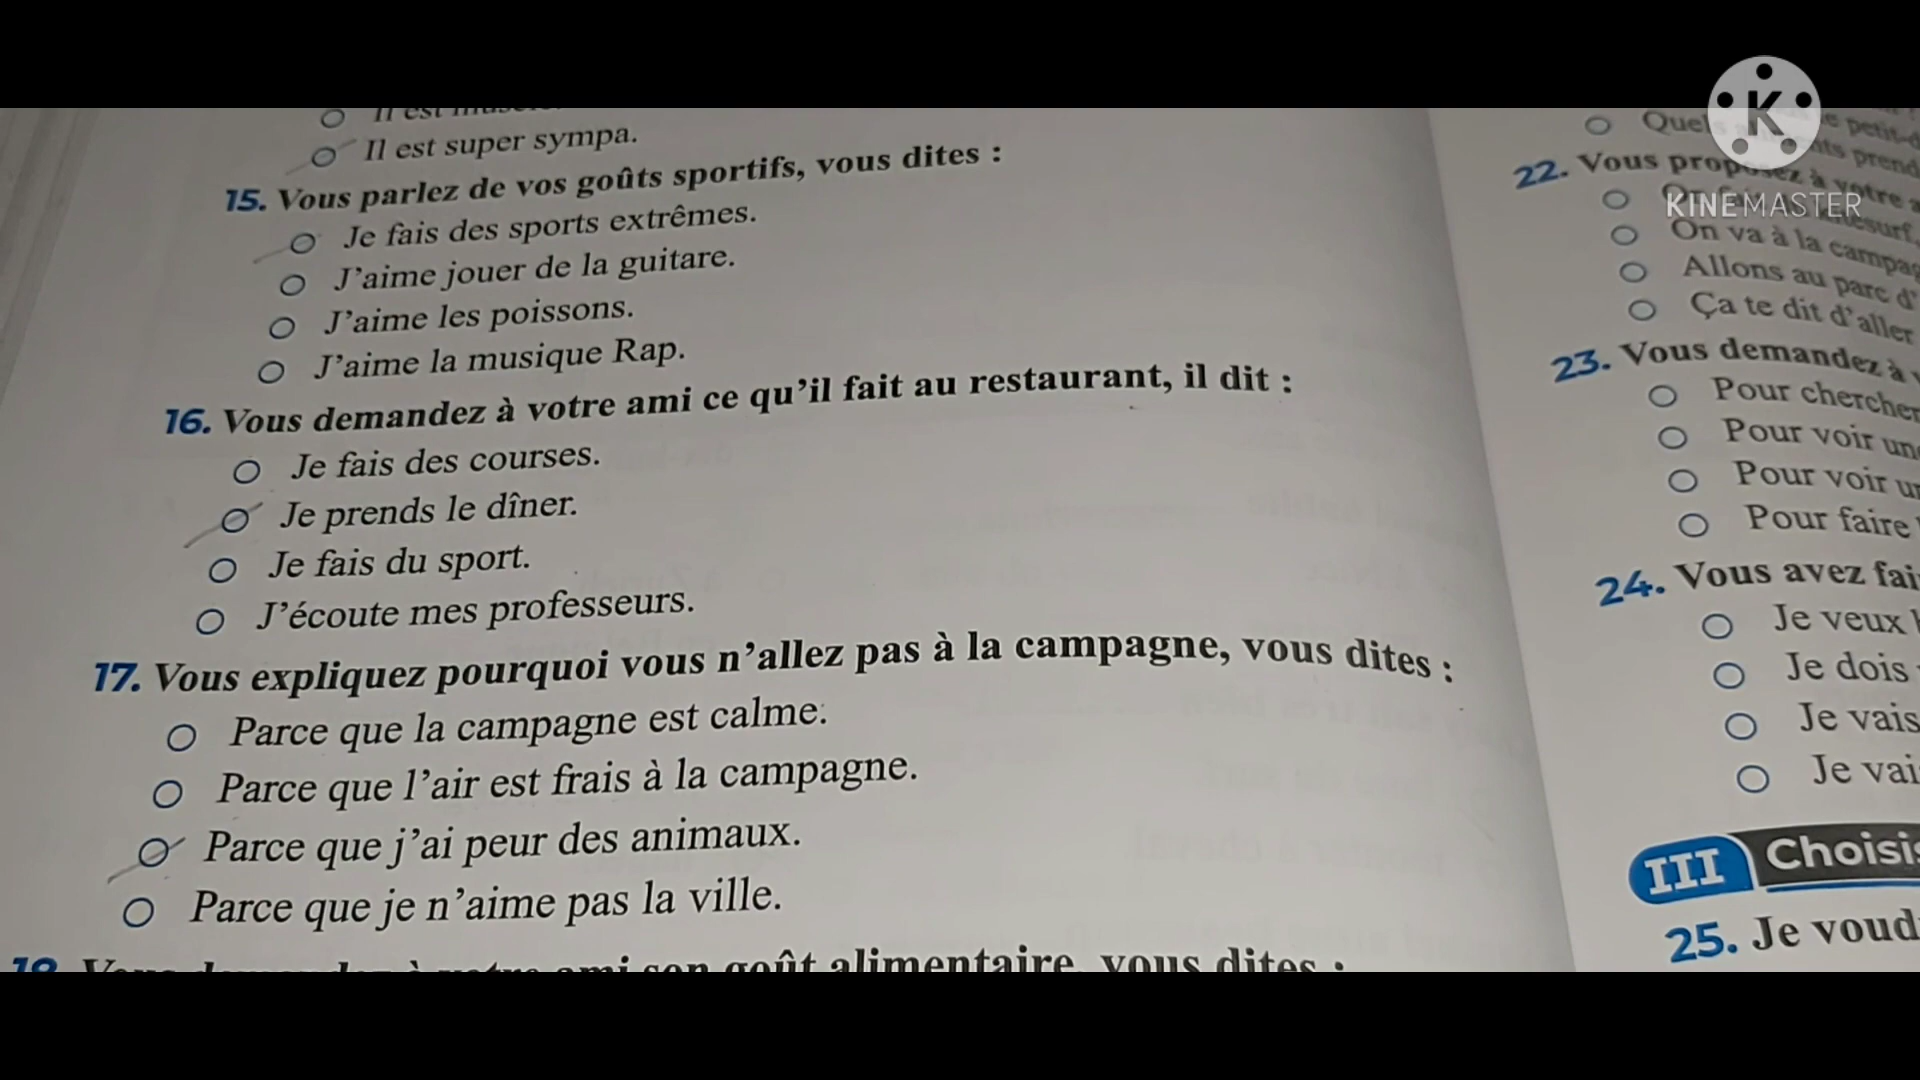 Il est super sympa.
15. Vous parlez de vos goûts sportifs, vous dites :
Je fais des sports extrêmes.
J'aime jouer de la guitare.
J'aime les poissons.
J'aime la musique Rap.
16. Vous demandez à votre ami ce qu'il fait au restaurant, il dit :
Je fais des courses.
Je prends le dîner.
Je fais du sport.
J'écoute mes professeurs.
17. Vous expliquez pourquoi vous n'allez pas à la campagne, vous dites :
Parce que la campagne est calme.
Parce que l'air est frais à la campagne.
Parce que j'ai peur des animaux.
Parce que je n'aime pas la ville.
ami son goût alimentaire, vous dites :
22. Vous proposez à votre
On va à la
Allons au parc d'
Ça te dit d'aller
23. Vous demandez à
Pour chercher
Pour voir
Pour voir
Pour faire
24. Vous avez
Je veux
Je dois
Je vais
Je
III
25. Je
K
KINEMASTER